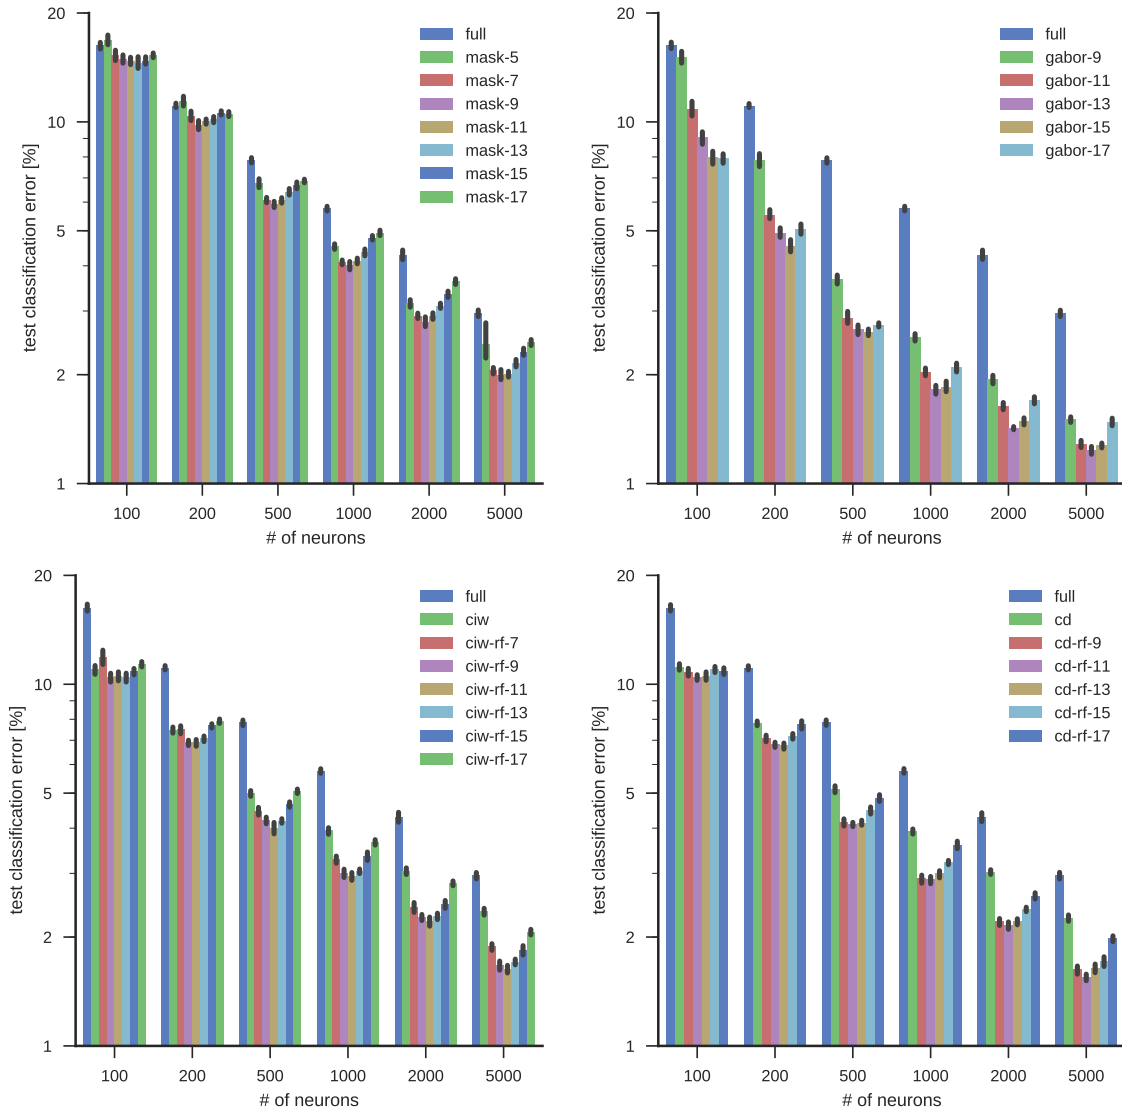 20
10
5
2
1
test classification error [%]
full
mask-5
mask-7
mask-9
mask-11
mask-13
mask-15
mask-17
100 200 500 1000 2000 5000
# of neurons
20
10
5
2
1
test classification error [%]
full
gabor-9
gabor-11
gabor-13
gabor-15
gabor-17
100 200 500 1000 2000 5000
# of neurons
20
10
5
2
1
test classification error [%]
full
ciw
ciw-rf-7
ciw-rf-9
ciw-rf-11
ciw-rf-13
ciw-rf-15
ciw-rf-17
100 200 500 1000 2000 5000
# of neurons
20
10
5
2
1
test classification error [%]
full
cd
cd-rf-9
cd-rf-11
cd-rf-13
cd-rf-15
cd-rf-17
100 200 500 1000 2000 5000
# of neurons